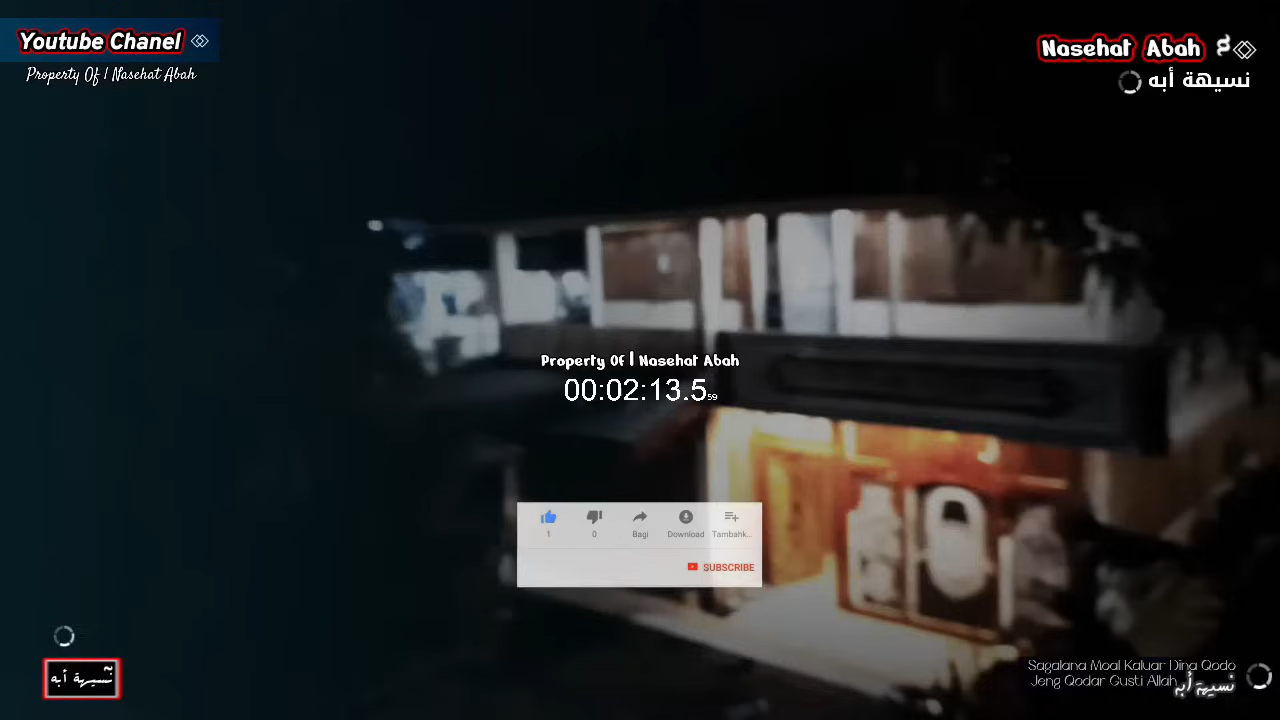 Youtube Chanel
Property Of | Nasehat Abah
Nasehat Abah
نسيهة أبه
Property Of | Nasehat Abah
00:02:13.5
59
1
0
Bagi
Download
Tambahk...
SUBSCRIBE
نسيهة أبه
Sagalana Moal Kaluar Dina Qodo
Jeng Qodar Gusti Allah
نسيهة أبه